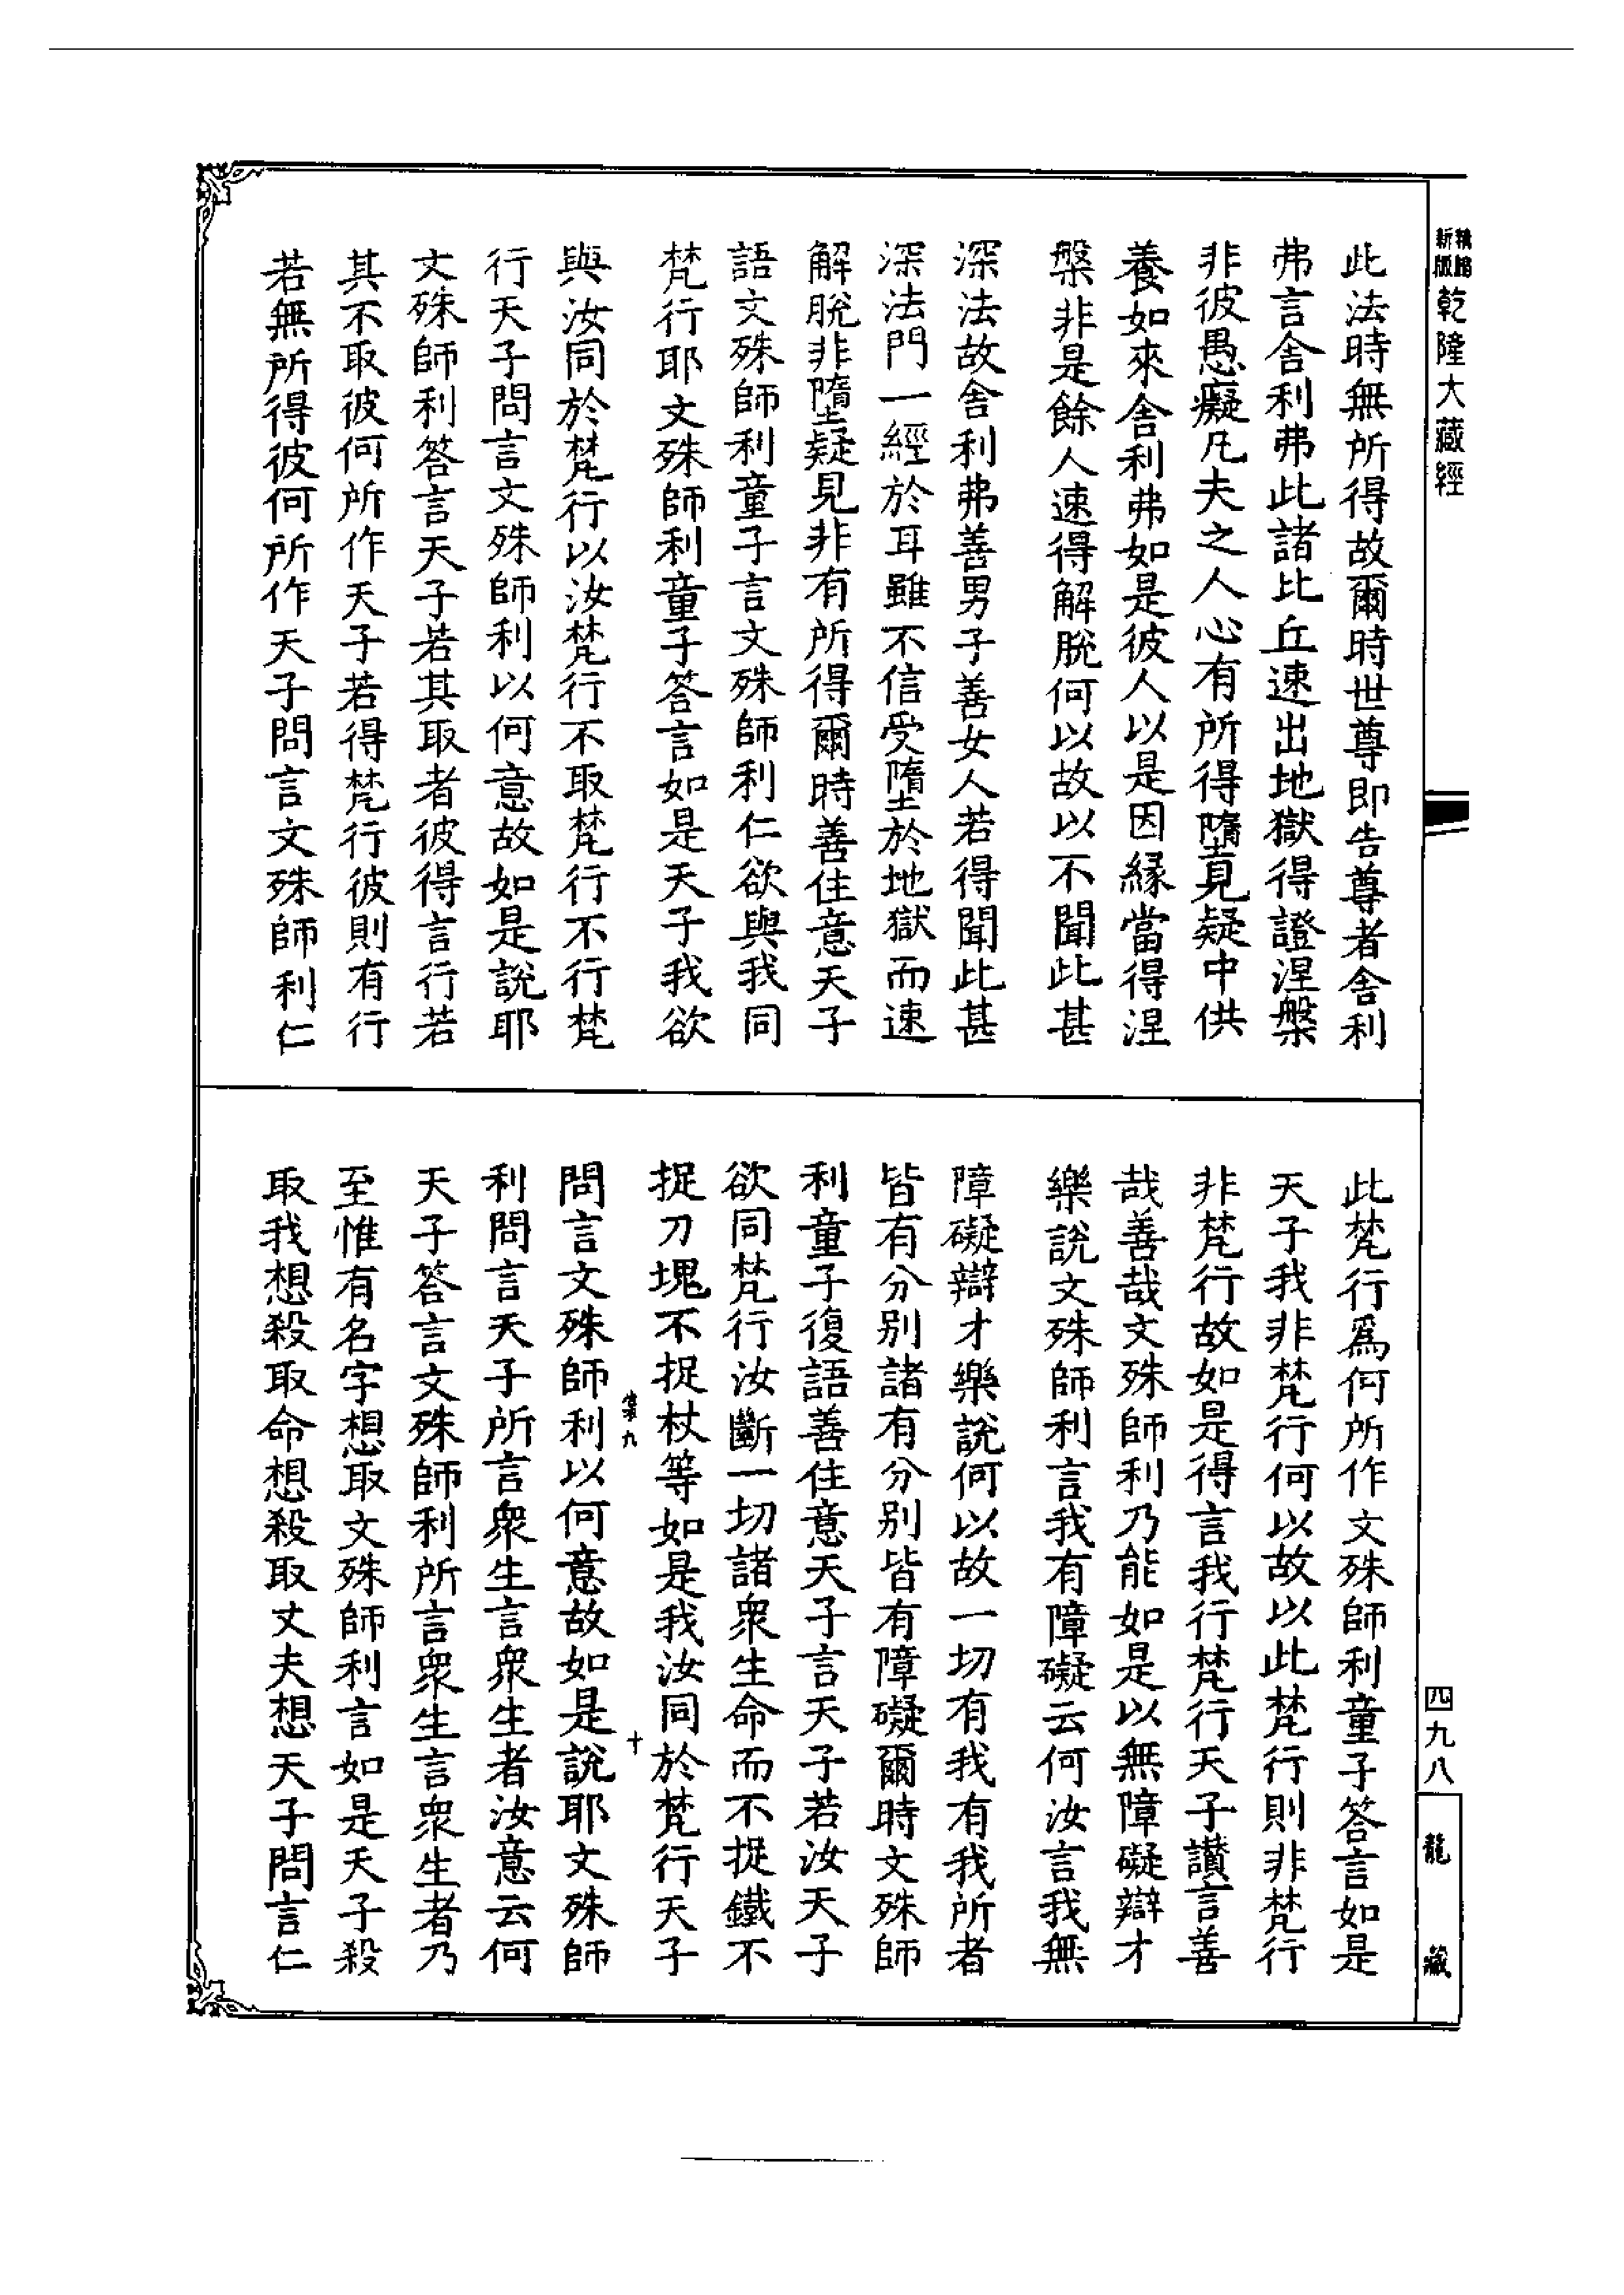 新版精縮乾隆大藏經
此法時無所得故爾時世尊即告尊者舍利
弗言舍利弗此諸比丘速出地獄得證涅槃
非彼愚癡凡夫之人心有所得墮見疑中供
養如來舍利弗如是彼人以是因緣當得涅
槃非是餘人速得解脫何以故以不聞此甚
深法故舍利弗善男子善女人若得聞此甚
深法門一經於耳雖不信受墮於地獄而速
解脫非墮疑見非有所得爾時善住意天子
語文殊師利童子言文殊師利仁欲與我同
梵行耶文殊師利童子答言如是天子我欲
與汝同於梵行以汝梵行不取梵行不行梵
行天子問言文殊師利以何意故如是說耶
文殊師利答言天子若其取者彼得言行若
其不取彼何所作天子若得梵行彼則有行
若無所得彼何所作天子問言文殊師利仁
此梵行爲何所作文殊師利童子答言如是
天子我非梵行何以故以此梵行則非梵行
非梵行故如是得言我行梵行天子讚言善
哉善哉文殊師利乃能如是以無障礙辯才
樂說文殊師利言我有障礙云何汝言我無
障礙辯才樂說何以故一切有我有我所者
皆有分別諸有分別皆有障礙爾時文殊師
利童子復語善住意天子言天子若汝天子
欲同梵行汝斷一切諸衆生命而不捉鐵不
捉刀塊不捉杖等如是我汝同於梵行天子
問言文殊師利以何意故如是說耶文殊師
利問言天子所言衆生言衆生者汝意云何
天子答言文殊師利所言衆生言衆生者乃
至惟有名字想取文殊師利言如是天子殺
取我想殺取命想殺取丈夫想天子問言仁
九
十
四九八
龍藏